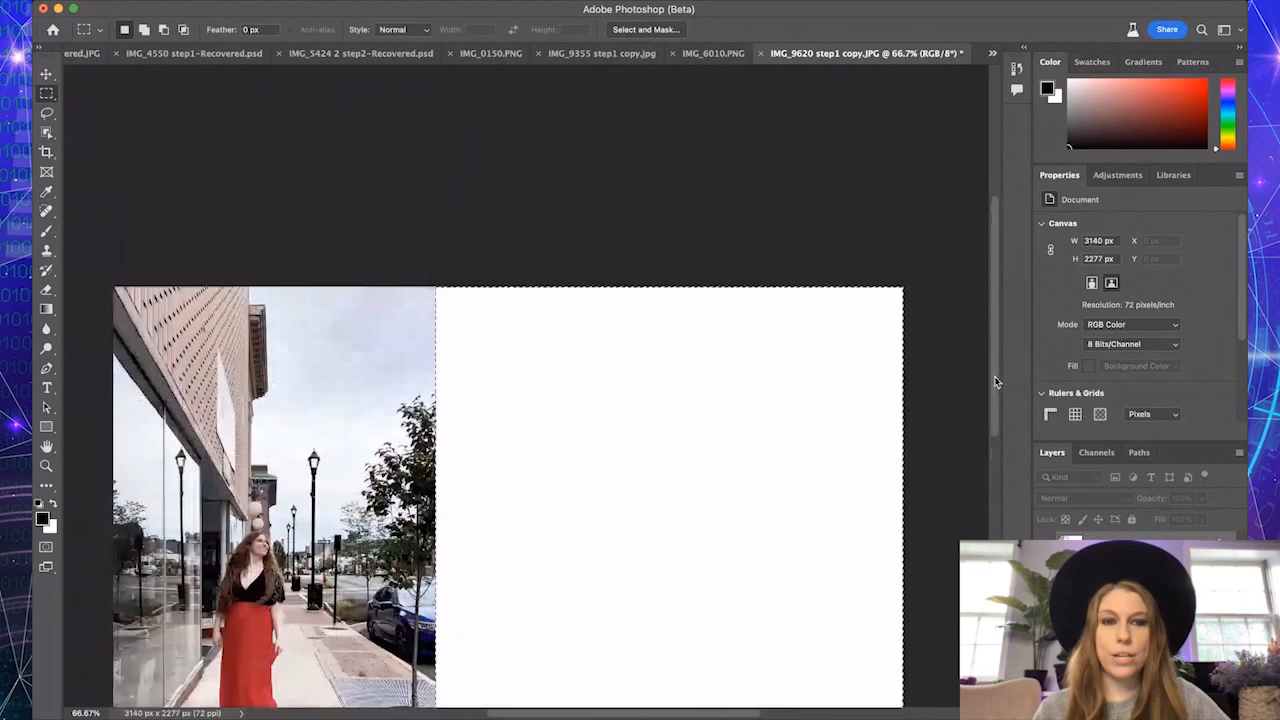 Adobe Photoshop (Beta)
Feather: 0 px Anti-alias Style: Normal Width: Height: Select and Mask... Share
ered.JPG × IMG_4550 step1-Recovered.psd × IMG_5424 2 step2-Recovered.psd × IMG_0150.PNG × IMG_9355 step1 copy.jpg × IMG_6010.PNG × IMG_9620 step1 copy.JPG @ 66.7% (RGB/8*) *
Color Swatches Gradients Patterns
Properties Adjustments Libraries
Document
Canvas
W 3140 px X 0 px
H 2277 px Y 0 px
Resolution: 72 pixels/inch
Mode RGB Color
8 Bits/Channel
Fill Background Color
Rulers & Grids
Pixels
Layers Channels Paths
Kind
Normal Opacity: 100%
Lock: Fill: 100%
66.67% 3140 px x 2277 px (72 ppi)